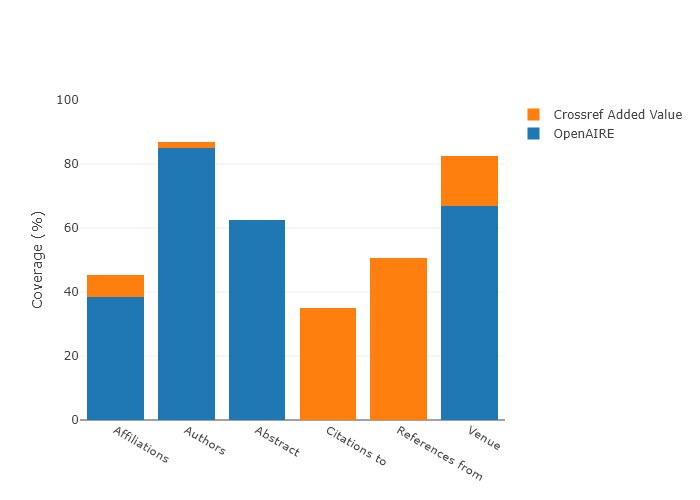 Crossref Added Value
OpenAIRE
Coverage (%)
100
80
60
40
20
0
Affiliations
Authors
Abstract
Citations to
References from
Venue